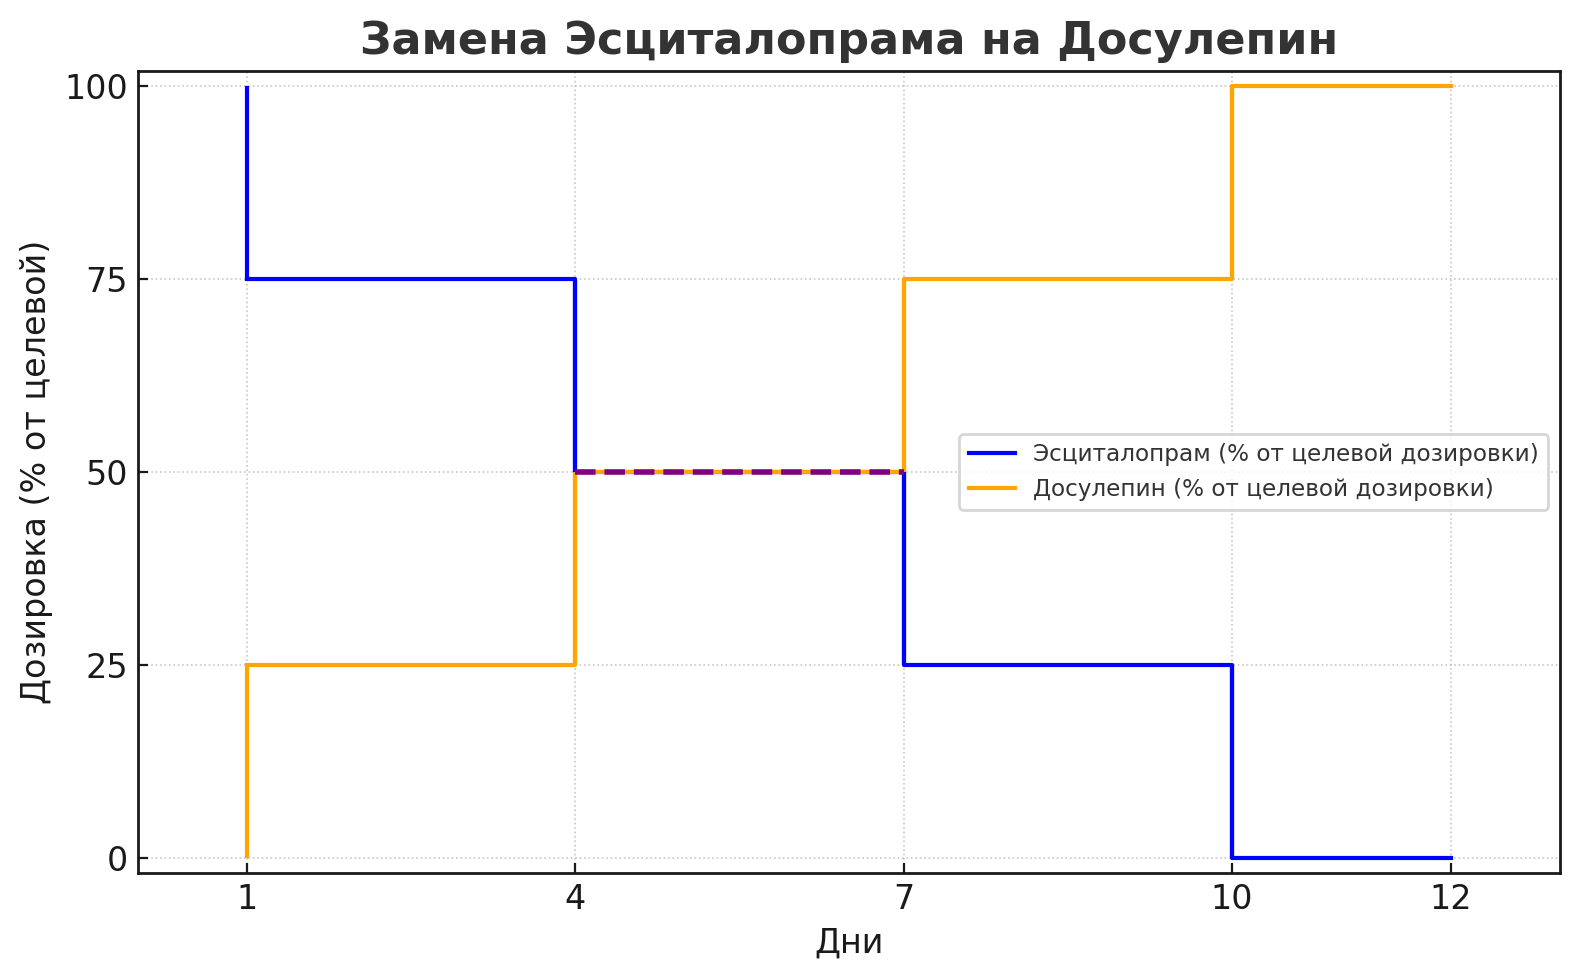 Замена Эсциталопрама на Досулепин
Дозировка (% от целевой)
100
75
50
25
0
Эсциталопрам (% от целевой дозировки)
Досулепин (% от целевой дозировки)
1 4 7 10 12
Дни